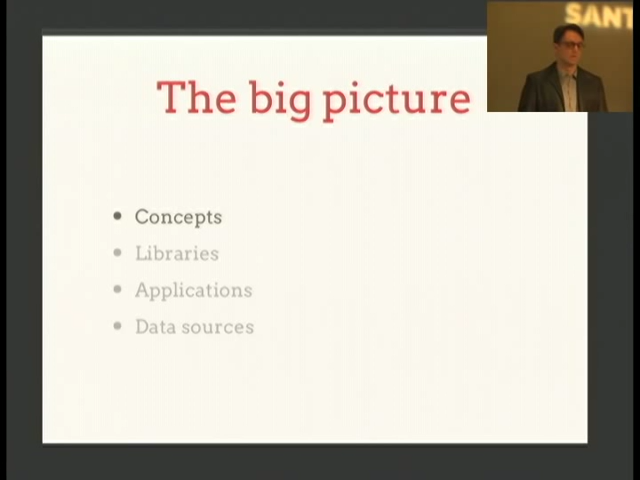 SANT
The big picture
Concepts
Libraries
Applications
Data sources